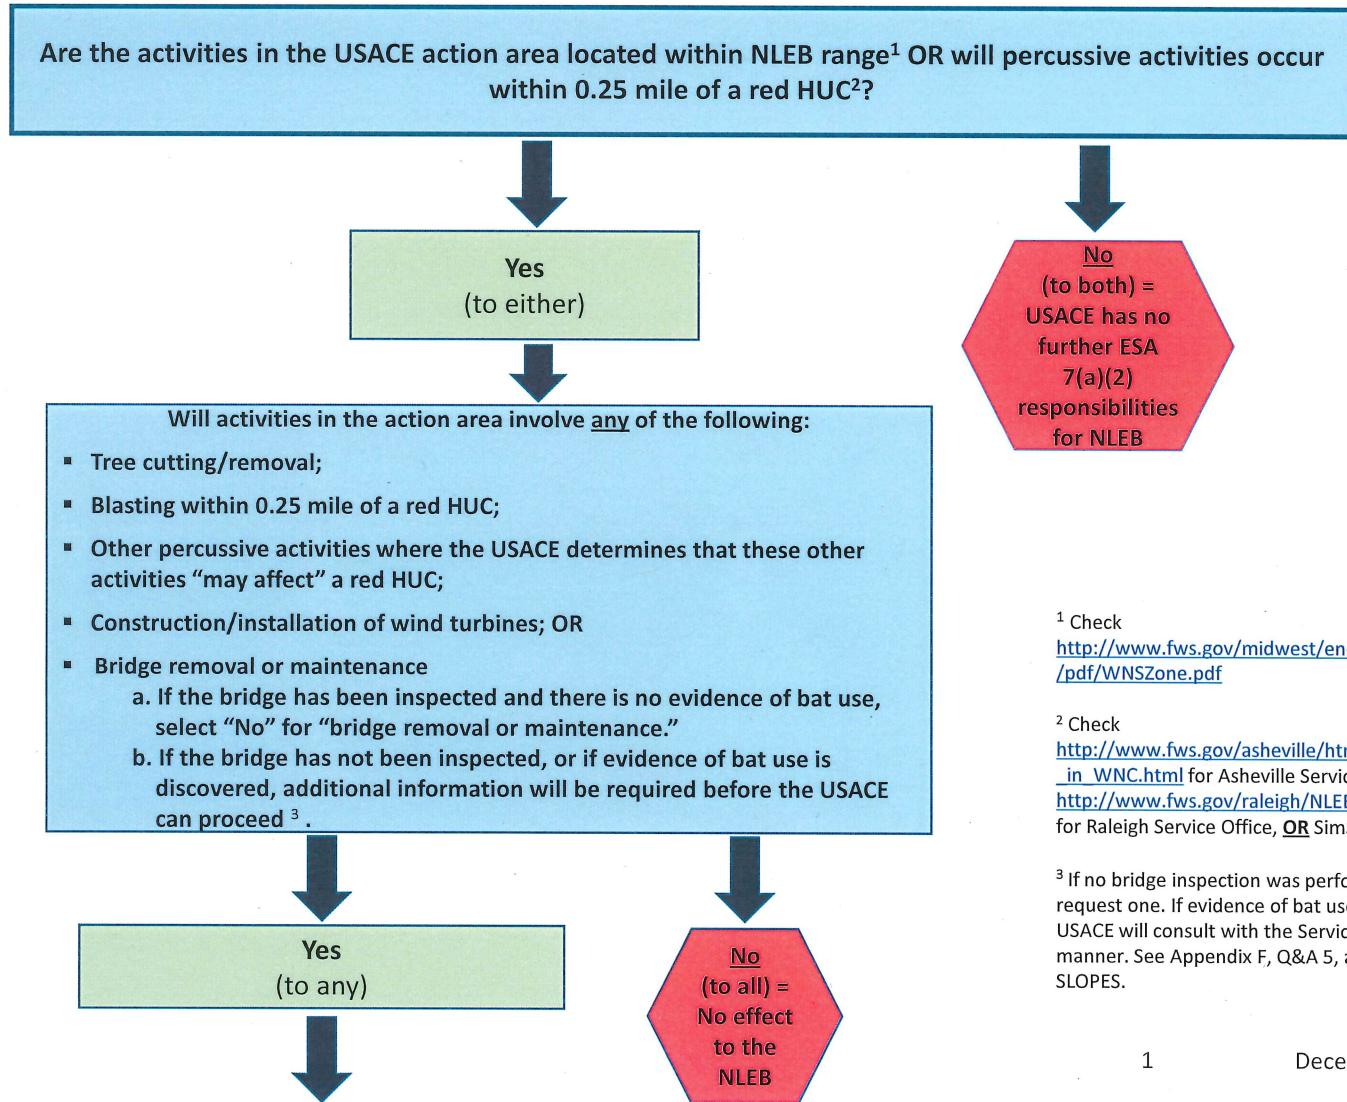 Are the activities in the USACE action area located within NLEB range¹ OR will percussive activities occur
within 0.25 mile of a red HUC²?
Yes
(to either)
No
(to both) =
USACE has no
further ESA
7(a)(2)
responsibilities
for NLEB
Will activities in the action area involve any of the following:
▪ Tree cutting/removal;
▪ Blasting within 0.25 mile of a red HUC;
▪ Other percussive activities where the USACE determines that these other
activities “may affect” a red HUC;
▪ Construction/installation of wind turbines; OR
▪ Bridge removal or maintenance
a. If the bridge has been inspected and there is no evidence of bat use,
select “No” for “bridge removal or maintenance.”
b. If the bridge has not been inspected, or if evidence of bat use is
discovered, additional information will be required before the USACE
can proceed ³ .
Yes
(to any)
No
(to all) =
No effect
to the
NLEB
¹ Check
http://www.fws.gov/midwest/en
/pdf/WNSZone.pdf
² Check
http://www.fws.gov/asheville/htm
_in_WNC.html for Asheville Servic
http://www.fws.gov/raleigh/NLEB
for Raleigh Service Office, OR Sim
³ If no bridge inspection was perfo
request one. If evidence of bat use
USACE will consult with the Servic
manner. See Appendix F, Q&A 5, a
SLOPES.
1 Dece